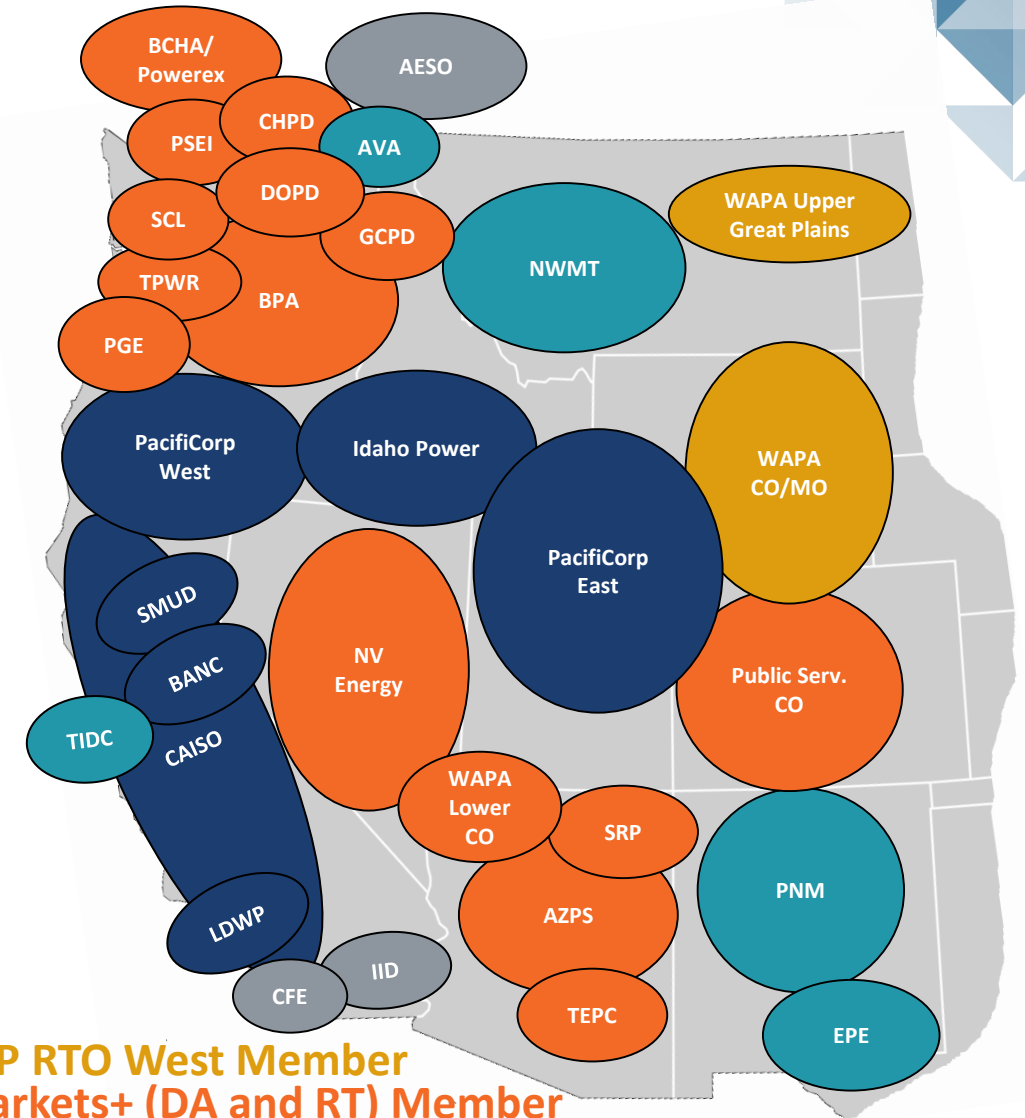 BCHA/
Powerex
AESO
CHPD
PSEI
AVA
DOPD
WAPA Upper
Great Plains
SCL
GCPD
NWMT
TPWR
BPA
PGE
PacifiCorp
West
Idaho Power
WAPA
CO/MO
PacifiCorp
East
SMUD
NV
Energy
BANC
Public Serv.
CO
TIDC
CAISO
WAPA
Lower
CO
SRP
PNM
AZPS
LDWP
IID
CFE
TEPC
EPE
P RTO West Member
arkets+ (DA and RT) Member